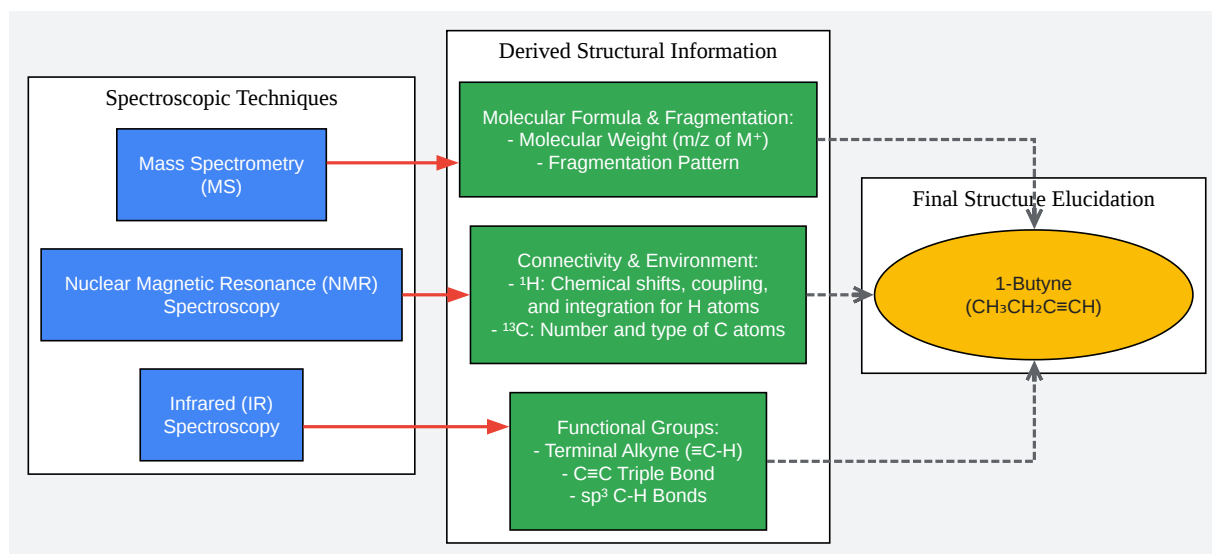 Spectroscopic Techniques
Mass Spectrometry
(MS)
Nuclear Magnetic Resonance (NMR)
Spectroscopy
Infrared (IR)
Spectroscopy
Derived Structural Information
Molecular Formula & Fragmentation:
- Molecular Weight (m/z of M⁺)
- Fragmentation Pattern
Connectivity & Environment:
- ¹H: Chemical shifts, coupling,
and integration for H atoms
- ¹³C: Number and type of C atoms
Functional Groups:
- Terminal Alkyne (≡C-H)
- C≡C Triple Bond
- sp³ C-H Bonds
Final Structure Elucidation
1-Butyne
(CH₃CH₂C≡CH)